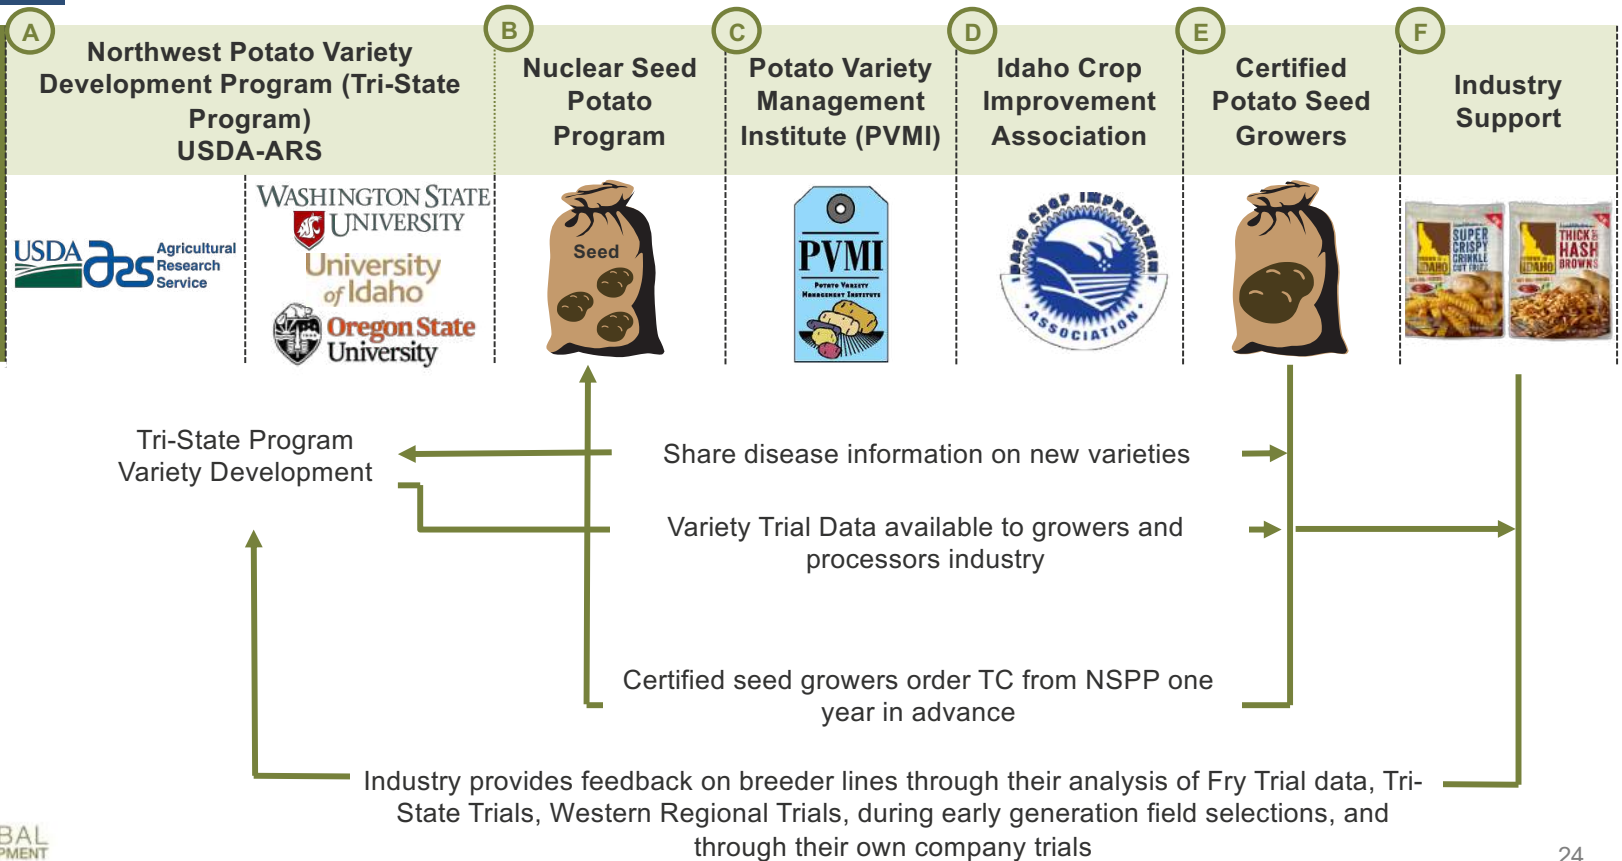 A
Northwest Potato Variety
Development Program (Tri-State
Program)
USDA-ARS
B
Nuclear Seed
Potato
Program
C
Potato Variety
Management
Institute (PVMI)
D
Idaho Crop
Improvement
Association
E
Certified
Potato Seed
Growers
F
Industry
Support
USDA ars
Agricultural
Research
Service
WASHINGTON STATE
UNIVERSITY
University
of Idaho
Oregon State
University
Seed
PVMI
POTATO VARIETY
MANAGEMENT INSTITUTE
IDAHO CROP IMPROVEMENT
• ASSOCIATION •
IDAHO
SUPER
CRISPY
CRINKLE
CUT FRIES
IDAHO
THICK CUT
HASH
BROWNS
Tri-State Program
Variety Development
Share disease information on new varieties
Variety Trial Data available to growers and
processors industry
Certified seed growers order TC from NSPP one
year in advance
Industry provides feedback on breeder lines through their analysis of Fry Trial data, Tri-
State Trials, Western Regional Trials, during early generation field selections, and
through their own company trials
BAL
PMENT
24